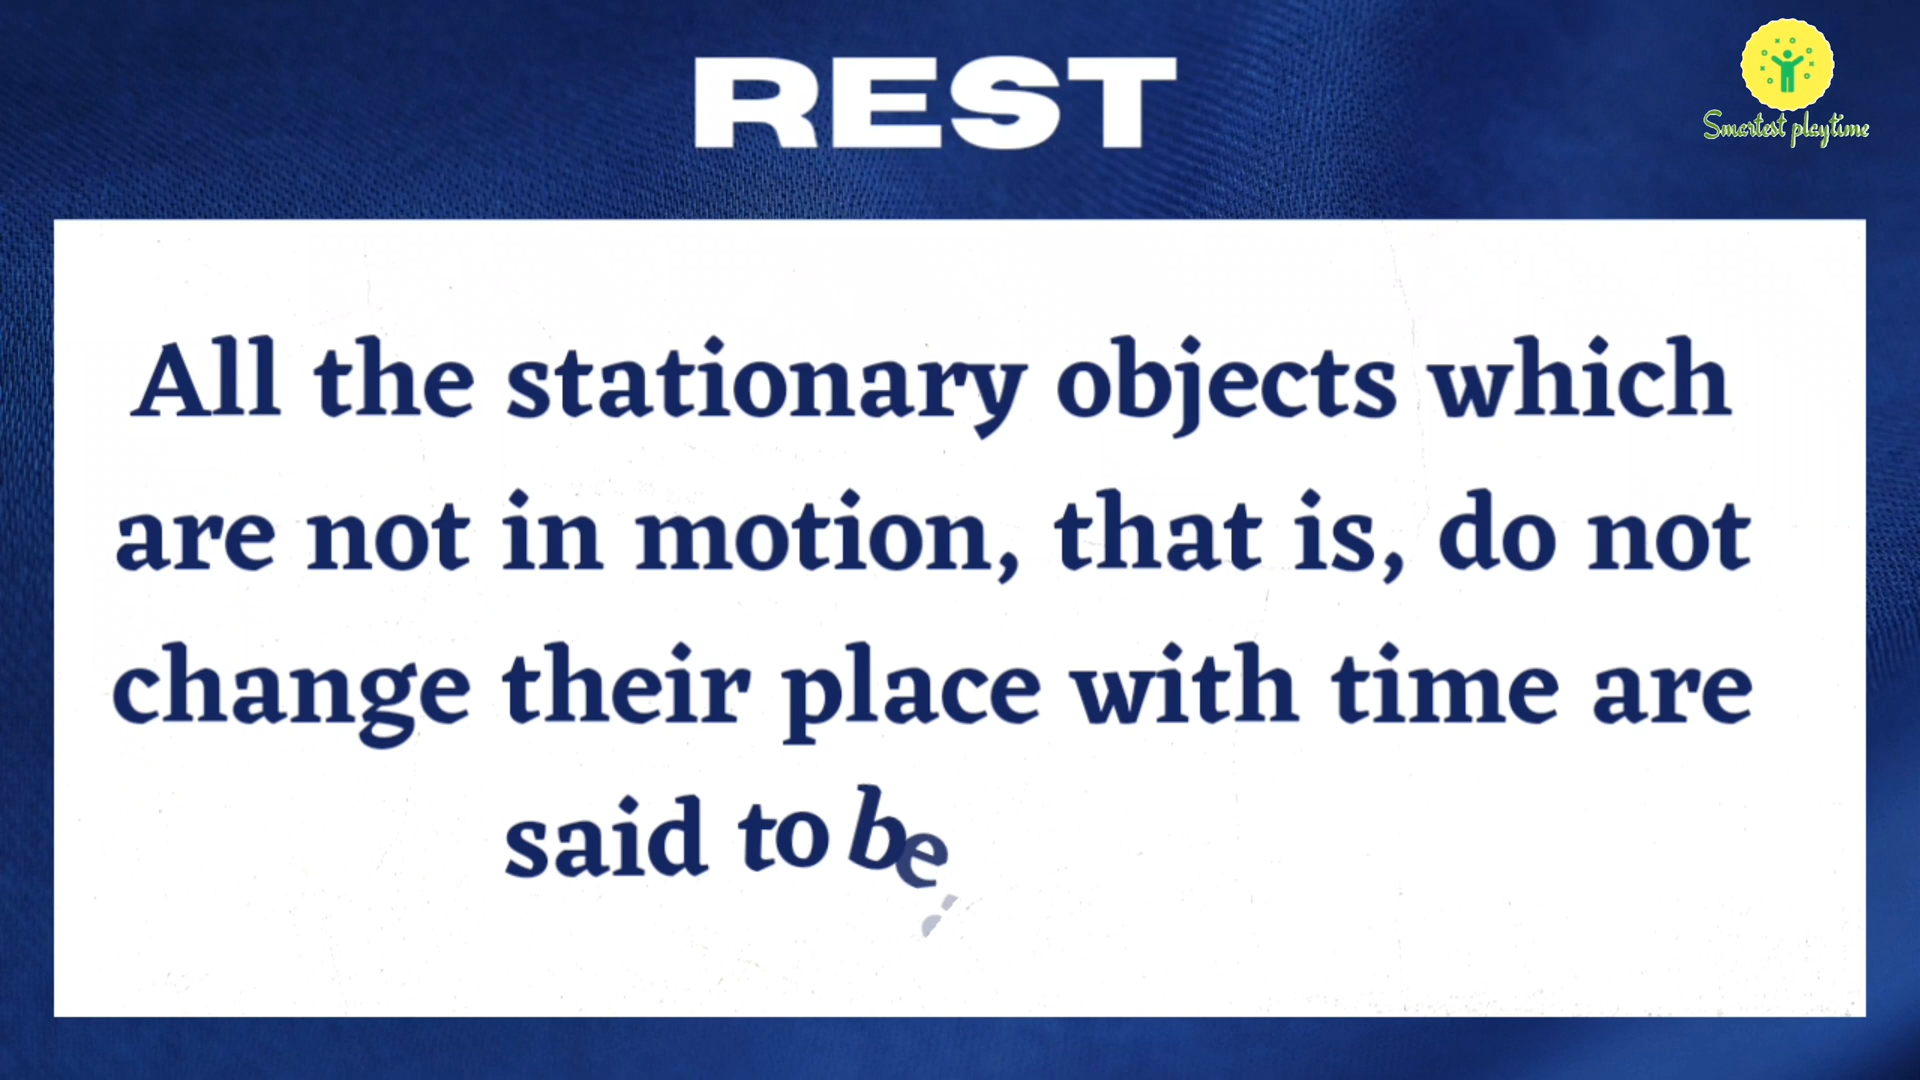 REST
Smartest playtime
All the stationary objects which
are not in motion, that is, do not
change their place with time are
said to be